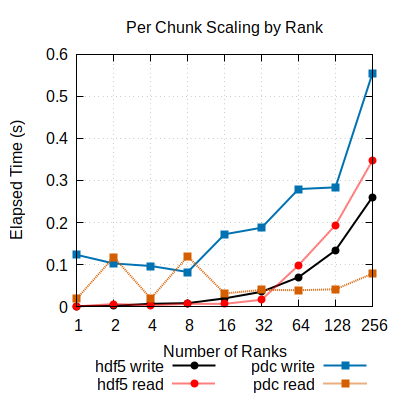 Per Chunk Scaling by Rank
0.6
0.5
0.4
0.3
0.2
0.1
0
Elapsed Time (s)
1 2 4 8 16 32 64 128 256
Number of Ranks
hdf5 write pdc write
hdf5 read pdc read